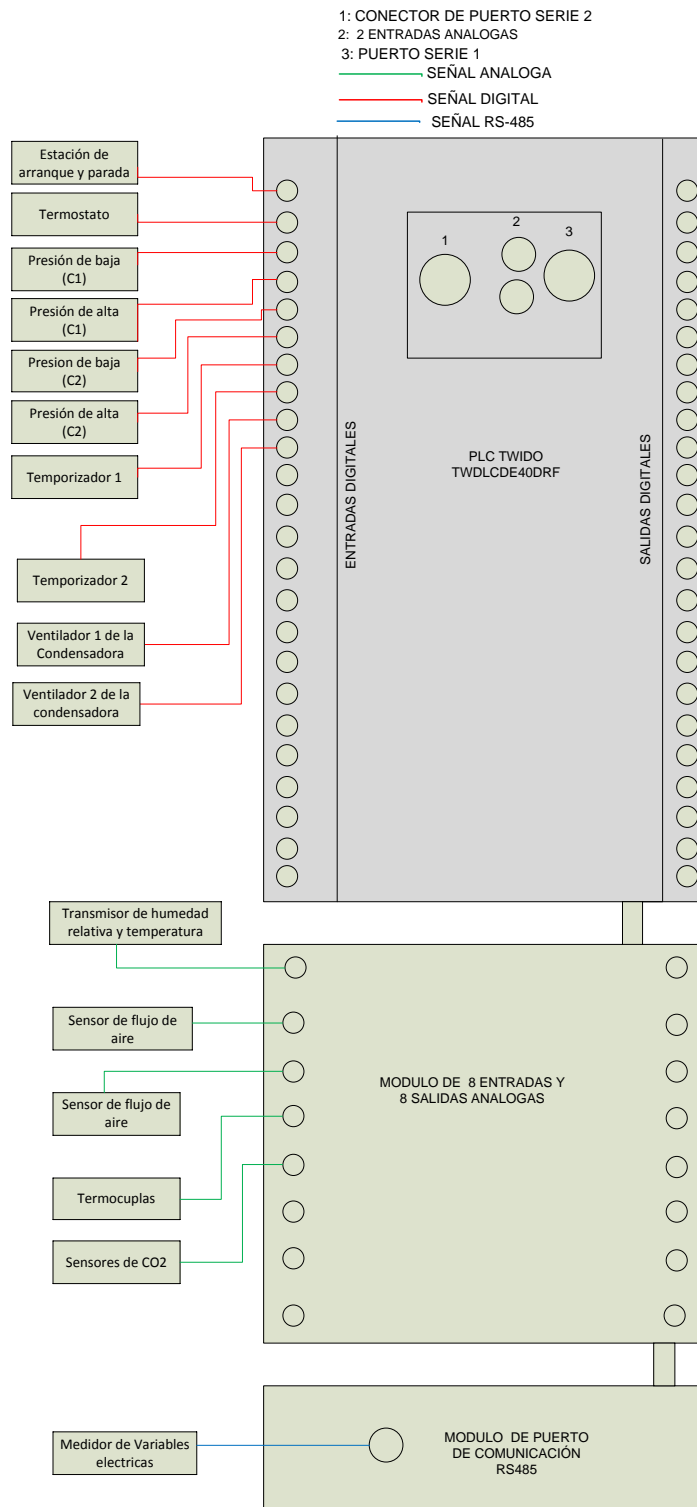 1: CONECTOR DE PUERTO SERIE 2
2: 2 ENTRADAS ANALOGAS
3: PUERTO SERIE 1
SEÑAL ANALOGA
SEÑAL DIGITAL
SEÑAL RS-485
Estación de
arranque y parada
Termostato
Presión de baja
(C1)
Presión de alta
(C1)
Presion de baja
(C2)
Presión de alta
(C2)
Temporizador 1
Temporizador 2
Ventilador 1 de la
Condensadora
Ventilador 2 de la
condensadora
1
2
3
ENTRADAS DIGITALES
PLC TWIDO
TWDLCDE40DRF
SALIDAS DIGITALES
Transmisor de humedad
relativa y temperatura
Sensor de flujo de
aire
Sensor de flujo de
aire
Termocuplas
Sensores de CO2
MODULO DE 8 ENTRADAS Y
8 SALIDAS ANALOGAS
Medidor de Variables
electricas
MODULO DE PUERTO
DE COMUNICACIÓN
RS485